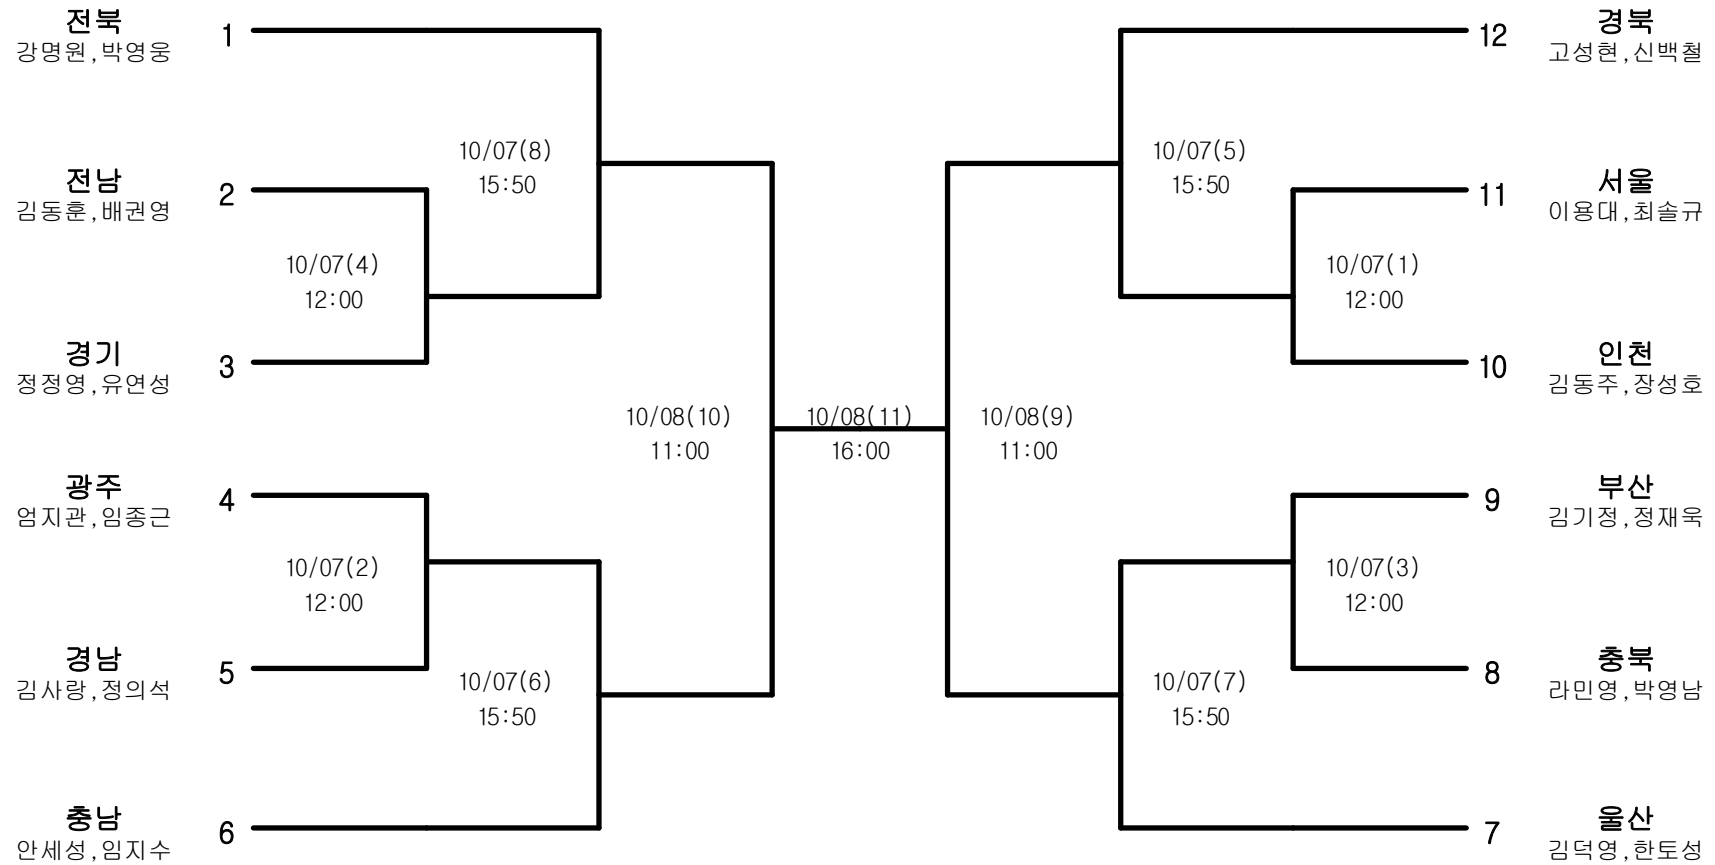 전북
강명원,박영웅
1
전남
김동훈,배권영
2
경기
정정영,유연성
3
광주
엄지관,임종근
4
경남
김사랑,정의석
5
충남
안세성,임지수
6
10/07(4)
12:00
10/07(2)
12:00
10/07(8)
15:50
10/07(6)
15:50
10/08(10)
11:00
10/08(11)
16:00
10/08(9)
11:00
10/07(5)
15:50
10/07(7)
15:50
10/07(1)
12:00
10/07(3)
12:00
12
경북
고성현,신백철
11
서울
이용대,최솔규
10
인천
김동주,장성호
9
부산
김기정,정재욱
8
충북
라민영,박영남
7
울산
김덕영,한토성